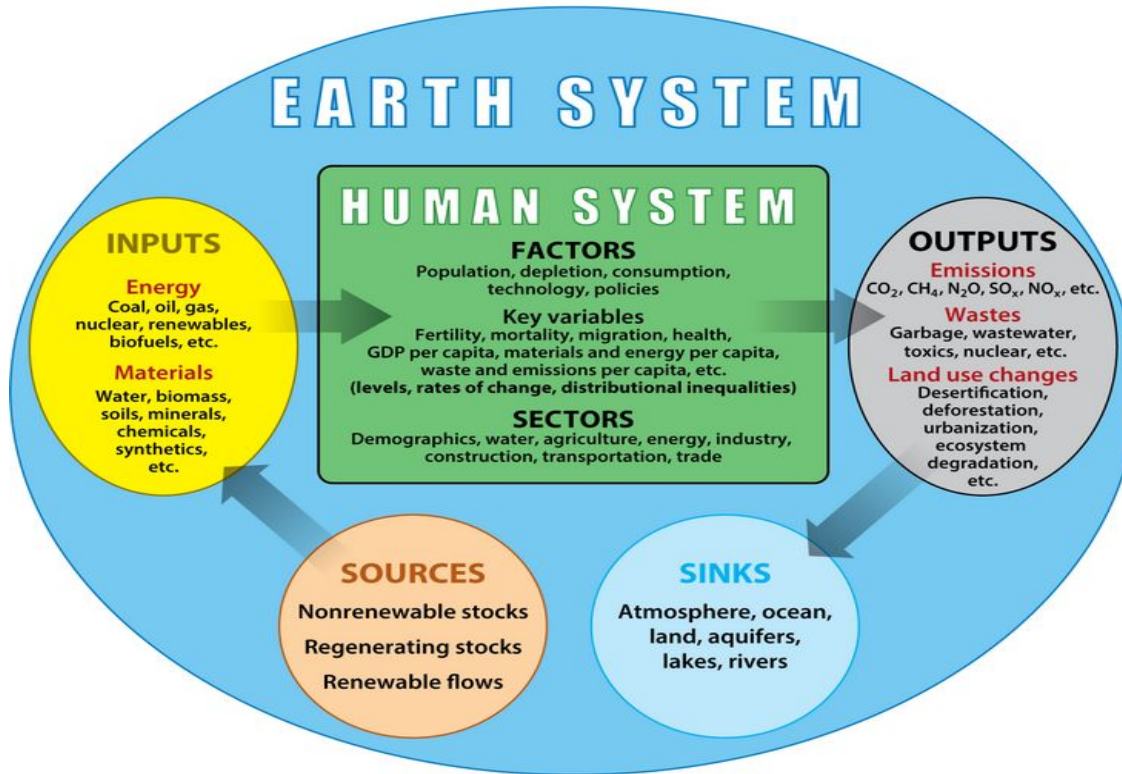 EARTH SYSTEM
HUMAN SYSTEM
FACTORS
Population, depletion, consumption,
technology, policies
Key variables
Fertility, mortality, migration, health,
GDP per capita, materials and energy per capita,
waste and emissions per capita, etc.
(levels, rates of change, distributional inequalities)
SECTORS
Demographics, water, agriculture, energy, industry,
construction, transportation, trade
INPUTS
Energy
Coal, oil, gas,
nuclear, renewables,
biofuels, etc.
Materials
Water, biomass,
soils, minerals,
chemicals,
synthetics,
etc.
OUTPUTS
Emissions
CO₂, CH₄, N₂O, SOₓ, NOₓ, etc.
Wastes
Garbage, wastewater,
toxics, nuclear, etc.
Land use changes
Desertification,
deforestation,
urbanization,
ecosystem
degradation,
etc.
SOURCES
Nonrenewable stocks
Regenerating stocks
Renewable flows
SINKS
Atmosphere, ocean,
land, aquifers,
lakes, rivers